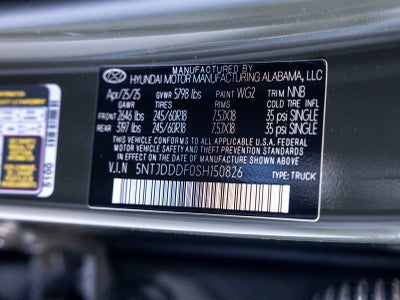 MANUFACTURED BY
HYUNDAI MOTOR MANUFACTURING ALABAMA, LLC
Apr/25/25 GVWR 5798 lbs PAINT WG2 TRIM NNB
GAWR TIRES RIMS COLD PRESSURE
FRONT 2646 lbs 245/60R18 7.5JX18 35 psi SINGLE
REAR 3197 lbs 245/60R18 7.5JX18 35 psi SINGLE
THIS VEHICLE CONFORMS TO ALL APPLICABLE U.S.A. FEDERAL
MOTOR VEHICLE SAFETY, BUMPER, AND THEFT PREVENTION
STANDARDS IN EFFECT ON THE DATE OF MANUFACTURE SHOWN ABOVE.
V.I.N 5NTJDDDF0SH150826
TYPE: TRUCK
0019